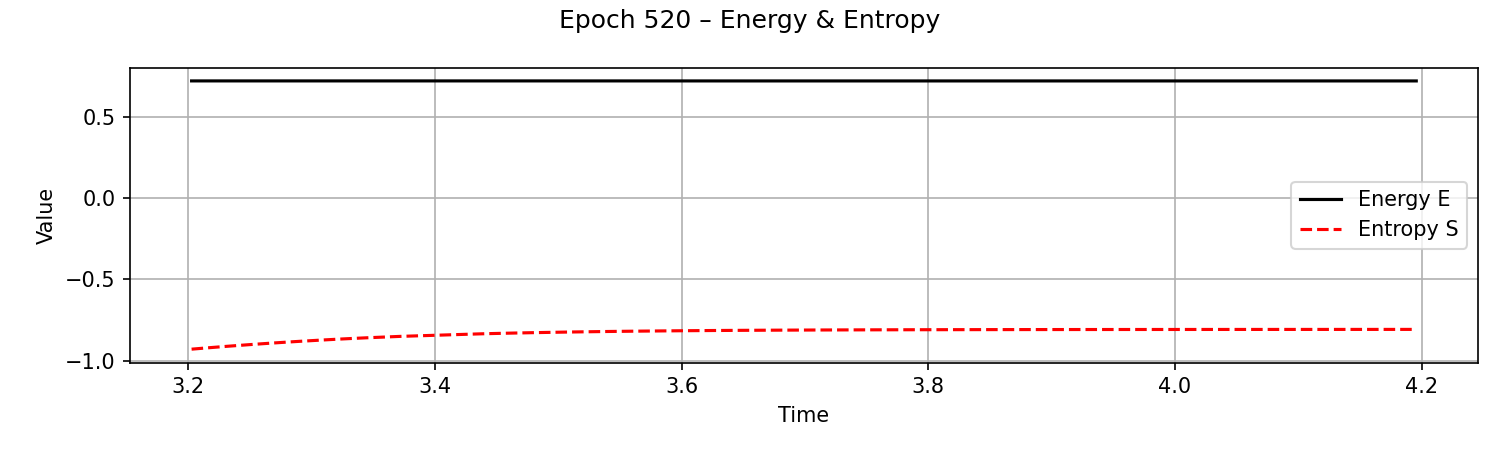 Epoch 520 – Energy & Entropy
0.5
0.0
−0.5
−1.0
Value
Energy E
Entropy S
3.2 3.4 3.6 3.8 4.0 4.2
Time